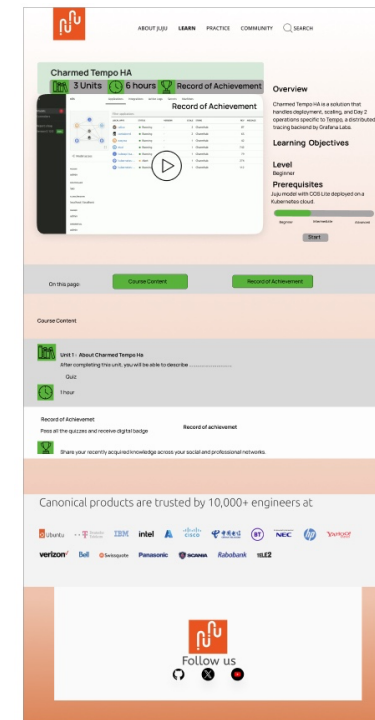 ABOUT JUJU LEARN PRACTICE COMMUNITY SEARCH
Charmed Tempo HA
3 Units 6 hours Record of Achievement
Record of Achievement
Overview
Charmed Tempo HA is a solution that
handles deployment, scaling, and Day 2
operations specific to Tempo, a distributed
tracing backend by Grafana Labs.
Learning Objectives
Level
Beginner
Prerequisites
Juju model with COS Lite deployed on a
Kubernetes cloud.
Beginner Intermediate Advanced
Start
On this page: Course Content Record of Achievement
Course Content
Unit 1 - About Charmed Tempo Ha
After completing this unit, you will be able to describe ......................
Quiz
1 hour
Record of Achievemet
Pass all the quizzes and receive digital badge
Record of achievemet
Share your recently acquired knowledge across your social and professional networks.
Canonical products are trusted by 10,000+ engineers at
Ubuntu IBM intel cisco BT NEC hp YAHOO!
verizon Bell Swissquote Panasonic SCANIA Rabobank TELE2
Follow us